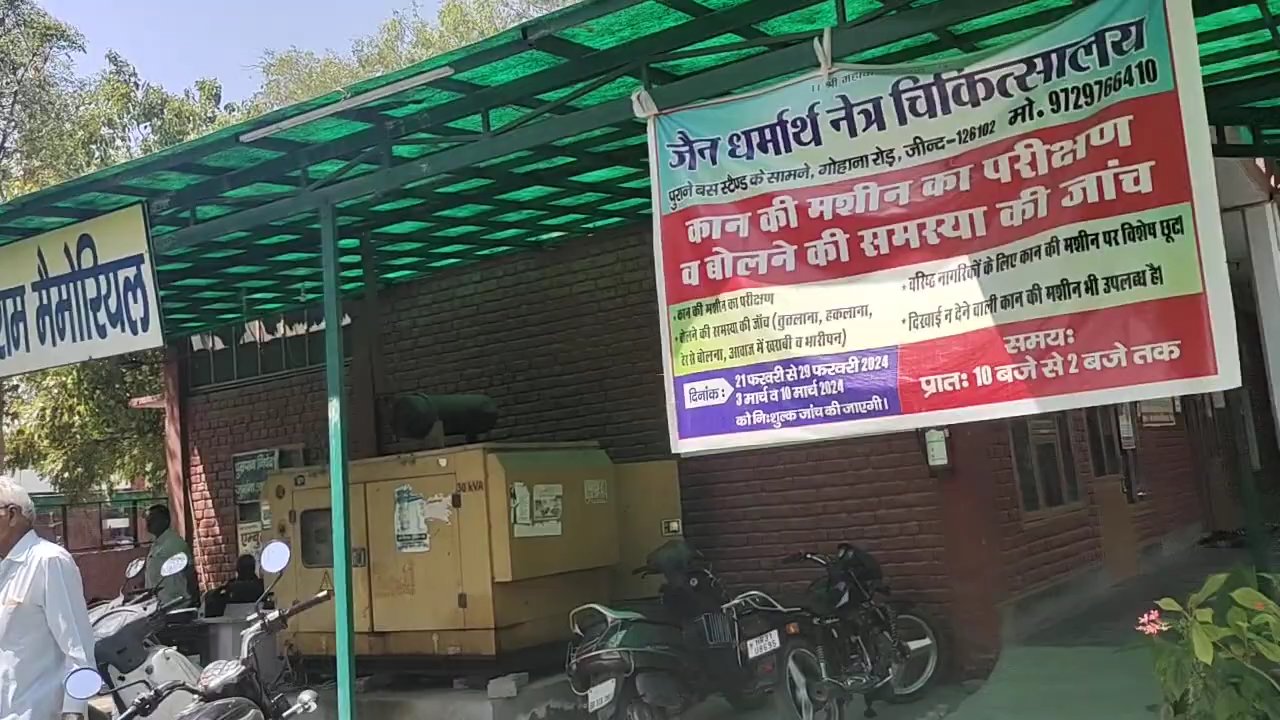 राम मैमोरियल
।। श्री महावी
जैन धर्मार्थ नेत्र चिकित्सालय
पुराने बस स्टैण्ड के सामने, गोहाना रोड़, जीन्द-126102 मो. 9729766410
कान की मशीन का परीक्षण
व बोलने की समस्या की जांच
• कान की मशीन का परीक्षण
• बोलने की समस्या की जाँच (तुतलाना, हकलाना,
देर से बोलना, आवाज में खराबी व भारीपन)
• वरिष्ठ नागरिकों के लिए कान की मशीन पर विशेष छूट।
• दिखाई न देने वाली कान की मशीन भी उपलब्ध है।
दिनांक :
21 फरवरी से 29 फरवरी 2024
3 मार्च व 10 मार्च 2024
को निःशुल्क जांच की जाएगी।
समय:
प्रातः 10 बजे से 2 बजे तक
30 kVA
HR31